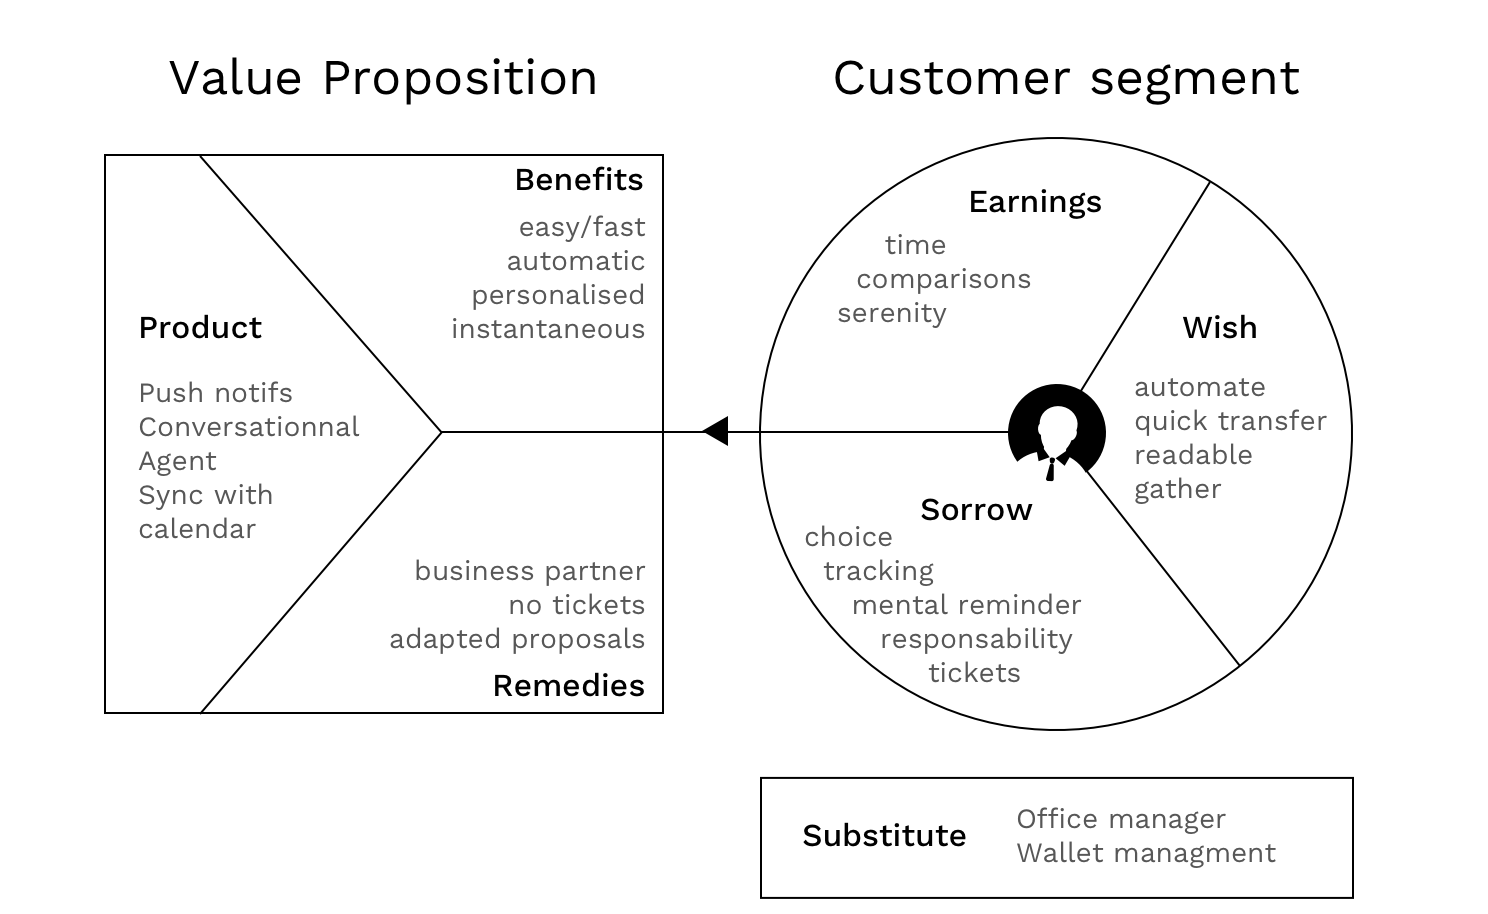 Value Proposition
Benefits
easy/fast
automatic
personalised
instantaneous
Product
Push notifs
Conversationnal
Agent
Sync with
calendar
business partner
no tickets
adapted proposals
Remedies
Customer segment
Earnings
time
comparisons
serenity
Wish
automate
quick transfer
readable
gather
Sorrow
choice
tracking
mental reminder
responsability
tickets
Substitute
Office manager
Wallet managment